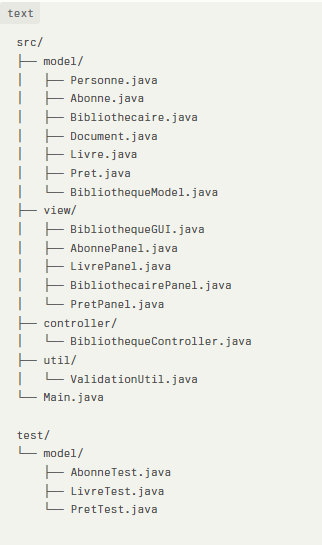 text
src/
├── model/
│   ├── Personne.java
│   ├── Abonne.java
│   ├── Bibliothecaire.java
│   ├── Document.java
│   ├── Livre.java
│   ├── Pret.java
│   └── BibliothequeModel.java
├── view/
│   ├── BibliothequeGUI.java
│   ├── AbonnePanel.java
│   ├── LivrePanel.java
│   ├── BibliothecairePanel.java
│   └── PretPanel.java
├── controller/
│   └── BibliothequeController.java
├── util/
│   └── ValidationUtil.java
└── Main.java

test/
└── model/
    ├── AbonneTest.java
    ├── LivreTest.java
    └── PretTest.java